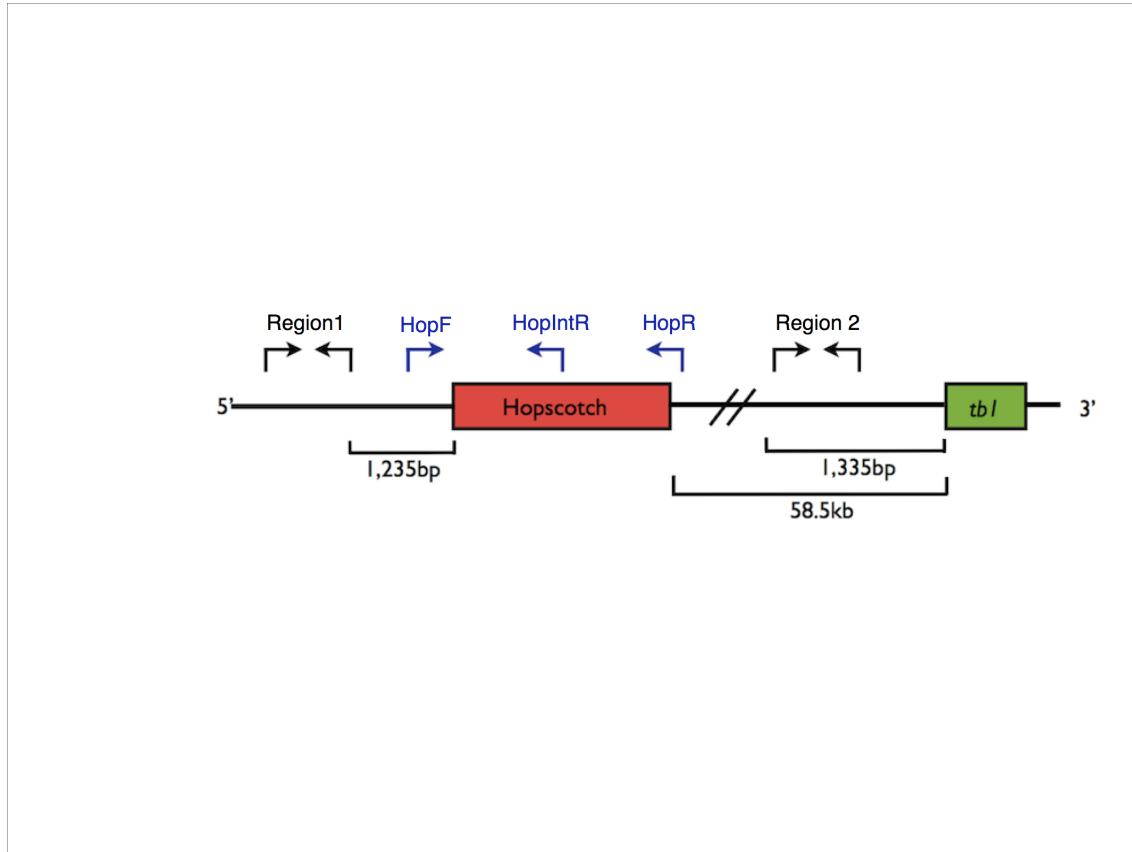 Region1
HopF
HopIntR
HopR
Region 2
5’
Hopscotch
tb1
3’
1,235bp
1,335bp
58.5kb